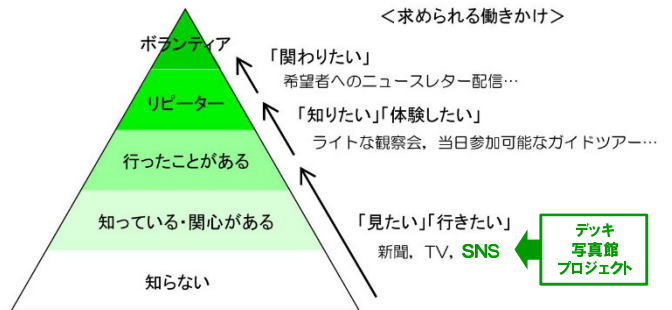 ＜求められる働きかけ＞
ボランティア
「関わりたい」
希望者へのニュースレター配信…
リピーター
「知りたい」「体験したい」
ライトな観察会，当日参加可能なガイドツアー…
行ったことがある
知っている・関心がある
「見たい」「行きたい」
新聞，TV，SNS
デッキ
写真館
プロジェクト
知らない